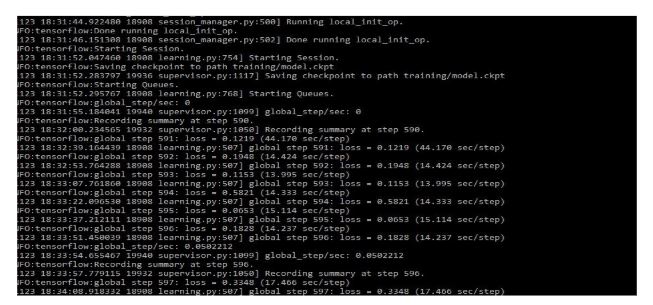 123 18:31:44.922480 18908 session_manager.py:500] Running local_init_op.
NFO:tensorflow:Done running local_init_op.
123 18:31:46.151308 18908 session_manager.py:502] Done running local_init_op.
NFO:tensorflow:Starting Session.
123 18:31:52.047460 18908 learning.py:754] Starting Session.
NFO:tensorflow:Saving checkpoint to path training/model.ckpt
123 18:31:52.283797 19936 supervisor.py:1117] Saving checkpoint to path training/model.ckpt
NFO:tensorflow:Starting Queues.
123 18:31:52.295767 18908 learning.py:768] Starting Queues.
NFO:tensorflow:global_step/sec: 0
123 18:31:55.184041 19940 supervisor.py:1099] global_step/sec: 0
NFO:tensorflow:Recording summary at step 590.
123 18:32:00.234565 19932 supervisor.py:1050] Recording summary at step 590.
NFO:tensorflow:global step 591: loss = 0.1219 (44.170 sec/step)
123 18:32:39.164439 18908 learning.py:507] global step 591: loss = 0.1219 (44.170 sec/step)
NFO:tensorflow:global step 592: loss = 0.1948 (14.424 sec/step)
123 18:32:53.764288 18908 learning.py:507] global step 592: loss = 0.1948 (14.424 sec/step)
NFO:tensorflow:global step 593: loss = 0.1153 (13.995 sec/step)
123 18:33:07.761860 18908 learning.py:507] global step 593: loss = 0.1153 (13.995 sec/step)
NFO:tensorflow:global step 594: loss = 0.5821 (14.333 sec/step)
123 18:33:22.096530 18908 learning.py:507] global step 594: loss = 0.5821 (14.333 sec/step)
NFO:tensorflow:global step 595: loss = 0.0653 (15.114 sec/step)
123 18:33:37.212111 18908 learning.py:507] global step 595: loss = 0.0653 (15.114 sec/step)
NFO:tensorflow:global step 596: loss = 0.1828 (14.237 sec/step)
123 18:33:51.450039 18908 learning.py:507] global step 596: loss = 0.1828 (14.237 sec/step)
NFO:tensorflow:global_step/sec: 0.0502212
123 18:33:54.655467 19940 supervisor.py:1099] global_step/sec: 0.0502212
NFO:tensorflow:Recording summary at step 596.
123 18:33:57.779115 19932 supervisor.py:1050] Recording summary at step 596.
NFO:tensorflow:global step 597: loss = 0.3348 (17.466 sec/step)
123 18:34:08.918332 18908 learning.py:507] global step 597: loss = 0.3348 (17.466 sec/step)